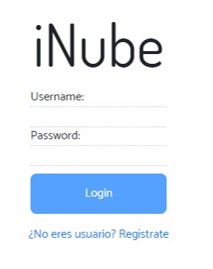 iNube
Username:
Password:
Login
¿No eres usuario? Registrate